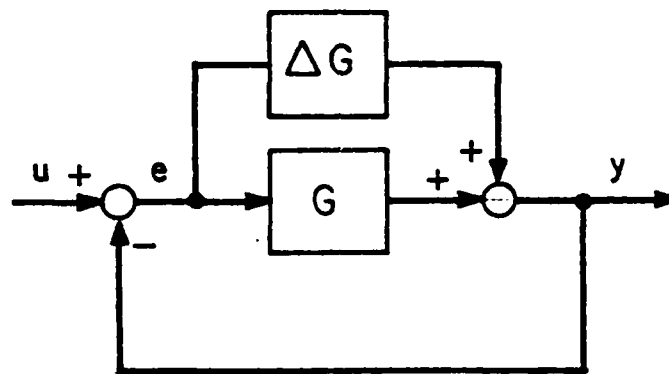 ΔG
u + e G + + y
−